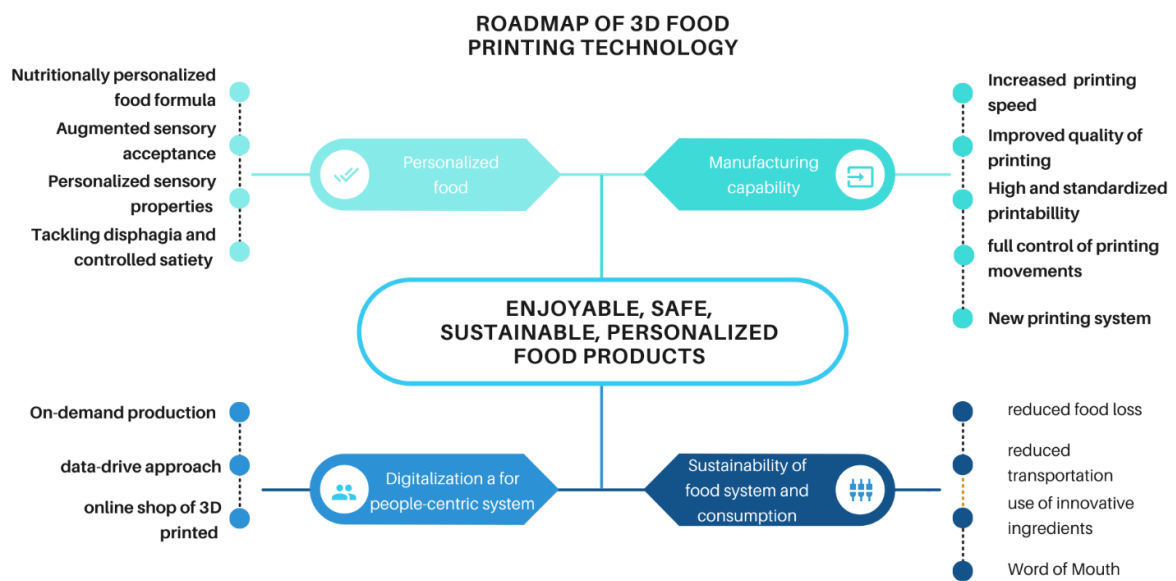 ROADMAP OF 3D FOOD
PRINTING TECHNOLOGY
Nutritionally personalized
food formula
Augmented sensory
acceptance
Personalized sensory
properties
Tackling disphagia and
controlled satiety
Personalized
food
Manufacturing
capability
Increased printing
speed
Improved quality of
printing
High and standardized
printabillity
full control of printing
movements
New printing system
ENJOYABLE, SAFE,
SUSTAINABLE, PERSONALIZED
FOOD PRODUCTS
On-demand production
data-drive approach
online shop of 3D
printed
Digitalization a for
people-centric system
Sustainability of
food system and
consumption
reduced food loss
reduced
transportation
use of innovative
ingredients
Word of Mouth